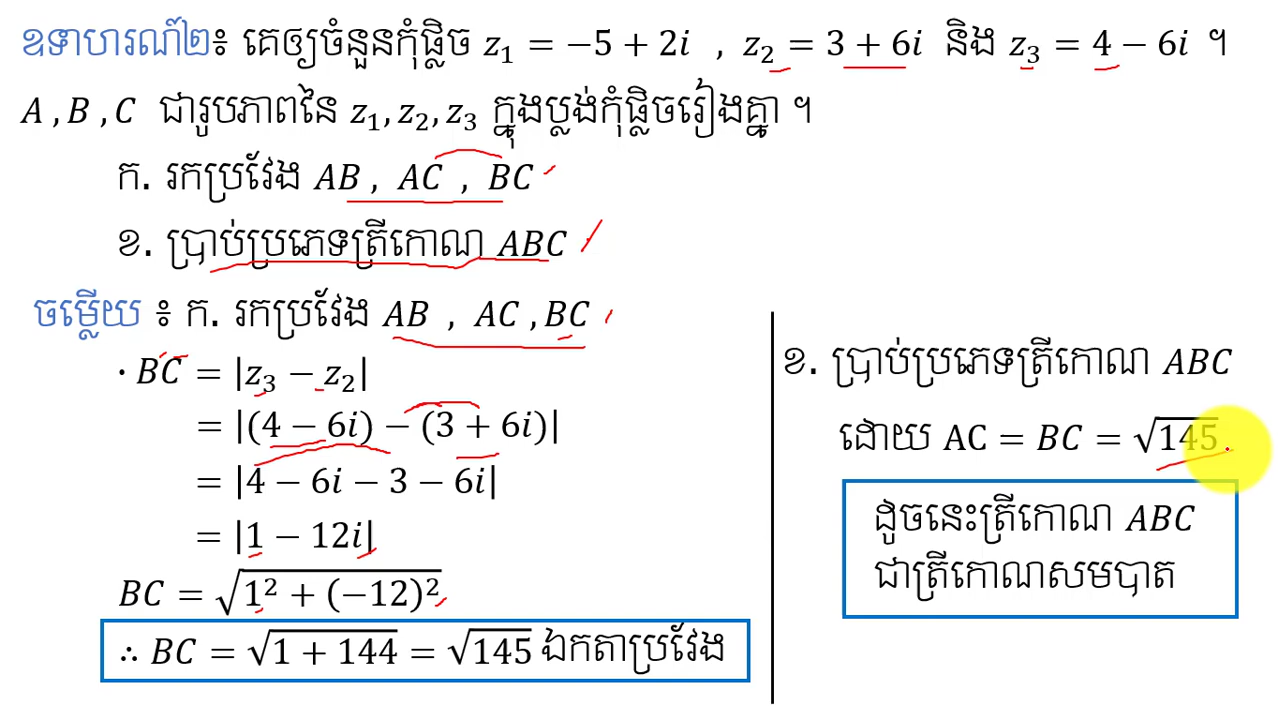 ឧទាហរណ៍២៖ គេឲ្យចំនួនកុំផ្លិច z₁ = −5 + 2i , z₂ = 3 + 6i និង z₃ = 4 − 6i ។
A , B , C ជារូបភាពនៃ z₁, z₂, z₃ ក្នុងប្លង់កុំផ្លិចរៀងគ្នា ។
ក. រកប្រវែង AB , AC , BC
ខ. ប្រាប់ប្រភេទត្រីកោណ ABC
ចម្លើយ ៖ ក. រកប្រវែង AB , AC , BC
· BC = |z₃ − z₂|
= |(4 − 6i) − (3 + 6i)|
= |4 − 6i − 3 − 6i|
= |1 − 12i|
BC = √(1² + (−12)²)
∴ BC = √(1 + 144) = √145 ឯកតាប្រវែង
ខ. ប្រាប់ប្រភេទត្រីកោណ ABC
ដោយ AC = BC = √145
ដូចនេះត្រីកោណ ABC
ជាត្រីកោណសមបាត